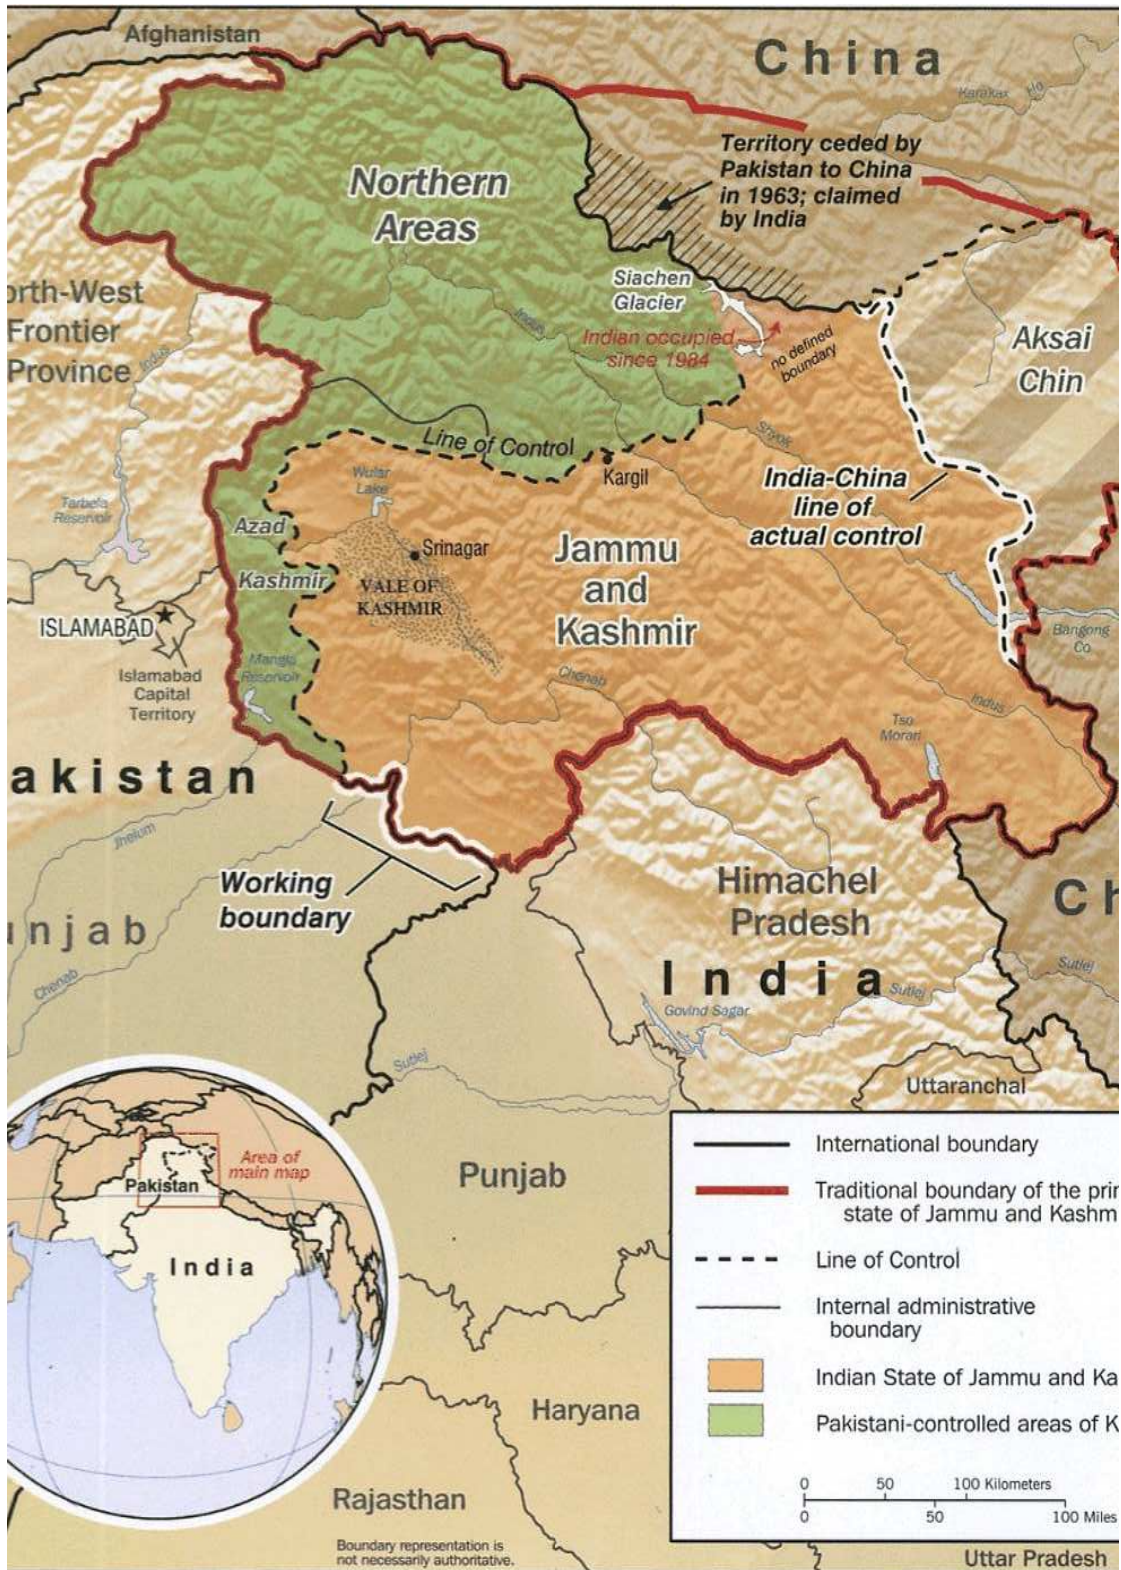 Afghanistan
China
Karakax He
Territory ceded by
Pakistan to China
in 1963; claimed
by India
Northern
Areas
Siachen
Glacier
Indian occupied
since 1984
no defined
boundary
Aksai
Chin
orth-West
Frontier
Province
Indus
Indus
Line of Control
Shyok
Kargil
India-China
line of
actual control
Wular
Lake
Tarbela
Reservoir
Azad
Kashmir
Srinagar
VALE OF
KASHMIR
Jammu
and
Kashmir
ISLAMABAD
Islamabad
Capital
Territory
Mangla
Reservoir
Bangong
Co
Chenab
Indus
Tso
Morari
akistan
Jhelum
Working
boundary
unjab
Chenab
Himachel
Pradesh
Ch
India
Sutlej
Sutlej
Govind Sagar
Sutlej
Uttaranchal
Area of
main map
Pakistan
India
Punjab
Haryana
Rajasthan
Boundary representation is
not necessarily authoritative.
International boundary
Traditional boundary of the prin
state of Jammu and Kashm
Line of Control
Internal administrative
boundary
Indian State of Jammu and Ka
Pakistani-controlled areas of K
0 50 100 Kilometers
0 50 100 Miles
Uttar Pradesh